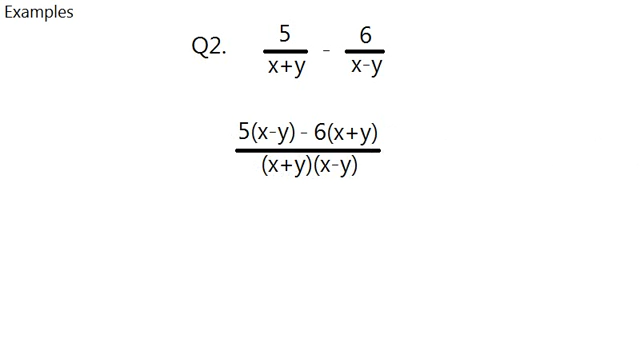 Examples
Q2. 5 - 6
x+y x-y
5(x-y) - 6(x+y)
(x+y)(x-y)